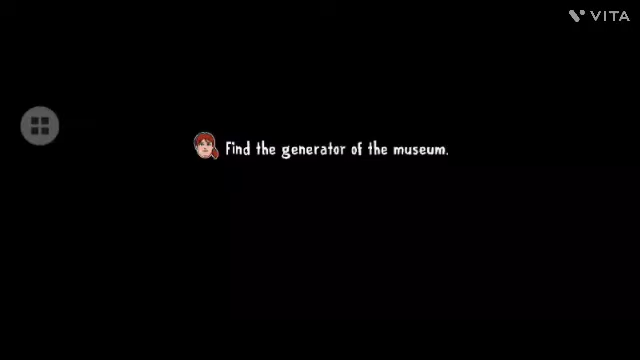 VITA
Find the generator of the museum.